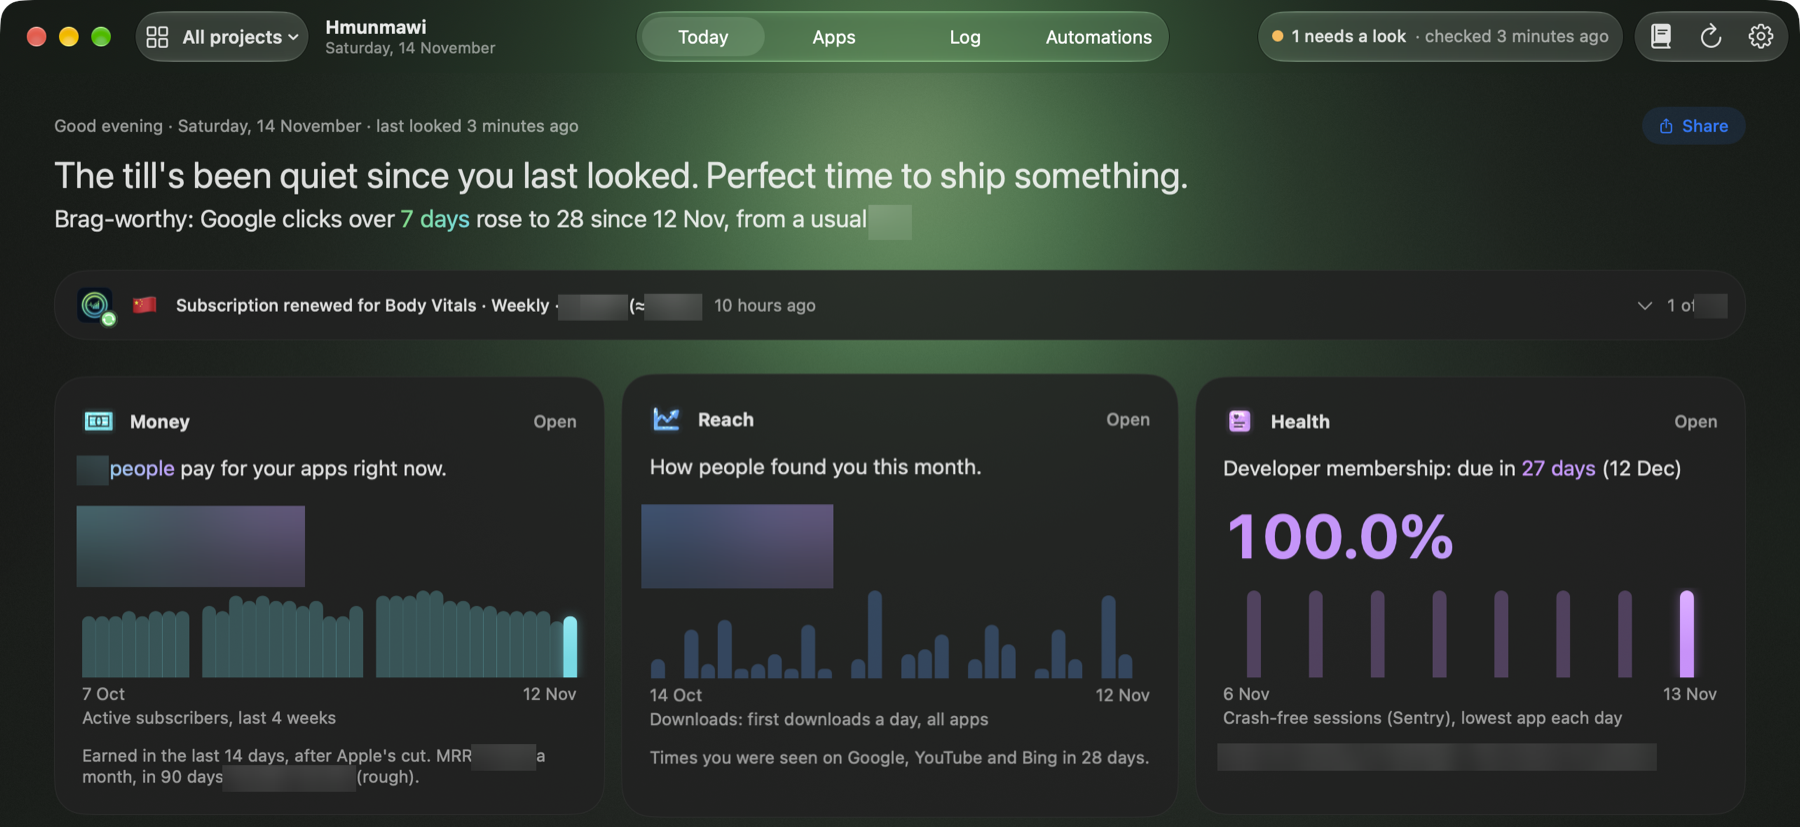 All projects
Hmunmawi
Saturday, 14 November
Today
Apps
Log
Automations
1 needs a look · checked 3 minutes ago
Good evening · Saturday, 14 November · last looked 3 minutes ago
Share
The till's been quiet since you last looked. Perfect time to ship something.
Brag-worthy: Google clicks over 7 days rose to 28 since 12 Nov, from a usual
Subscription renewed for Body Vitals · Weekly · (≈ 10 hours ago
1 of
Money
Open
people pay for your apps right now.
7 Oct
12 Nov
Active subscribers, last 4 weeks
Earned in the last 14 days, after Apple's cut. MRR a
month, in 90 days (rough).
Reach
Open
How people found you this month.
14 Oct
12 Nov
Downloads: first downloads a day, all apps
Times you were seen on Google, YouTube and Bing in 28 days.
Health
Open
Developer membership: due in 27 days (12 Dec)
100.0%
6 Nov
13 Nov
Crash-free sessions (Sentry), lowest app each day